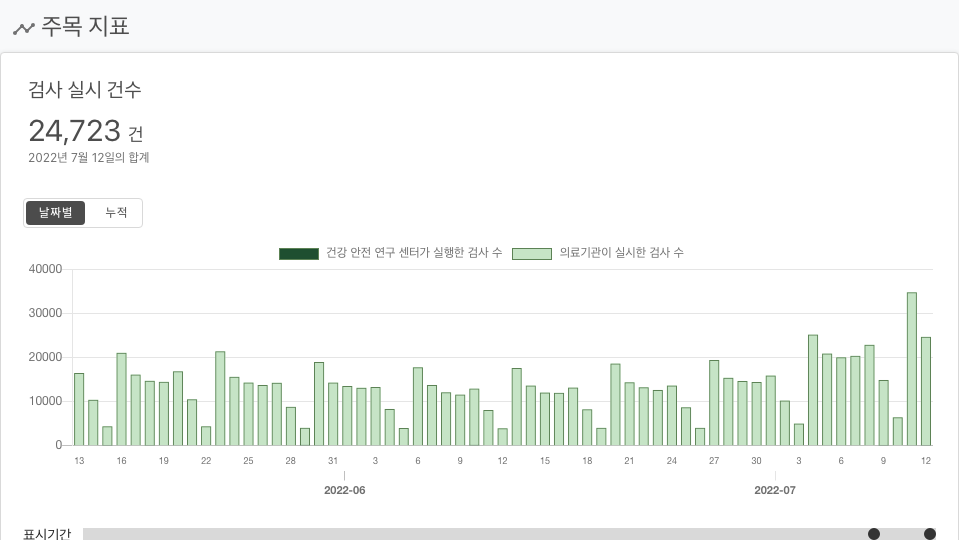 주목 지표
검사 실시 건수
24,723 건
2022년 7월 12일의 합계
날짜별 누적
건강 안전 연구 센터가 실행한 검사 수 의료기관이 실시한 검사 수
40000
30000
20000
10000
0
13 16 19 22 25 28 31 3 6 9 12 15 18 21 24 27 30 3 6 9 12
2022-06 2022-07
표시기간